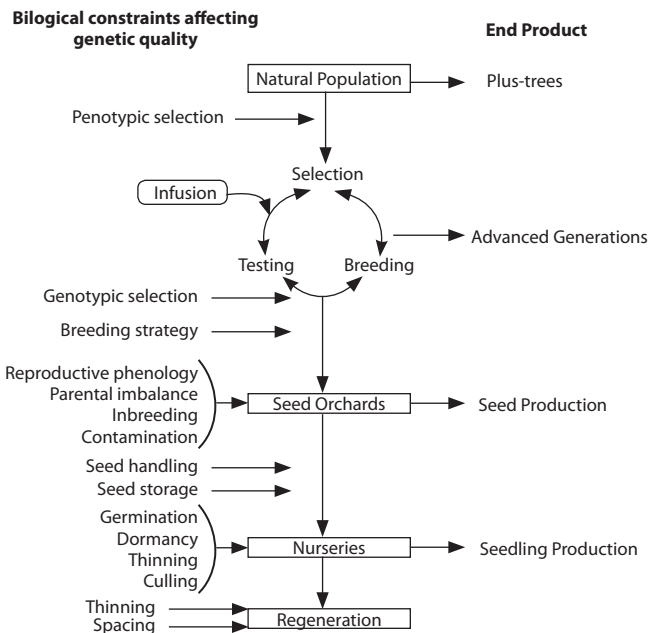 Bilogical constraints affecting
genetic quality
End Product
Natural Population
Plus-trees
Penotypic selection
Selection
Infusion
Advanced Generations
Testing
Breeding
Genotypic selection
Breeding strategy
Reproductive phenology
Parental imbalance
Inbreeding
Contamination
Seed Orchards
Seed Production
Seed handling
Seed storage
Germination
Dormancy
Thinning
Culling
Nurseries
Seedling Production
Thinning
Spacing
Regeneration